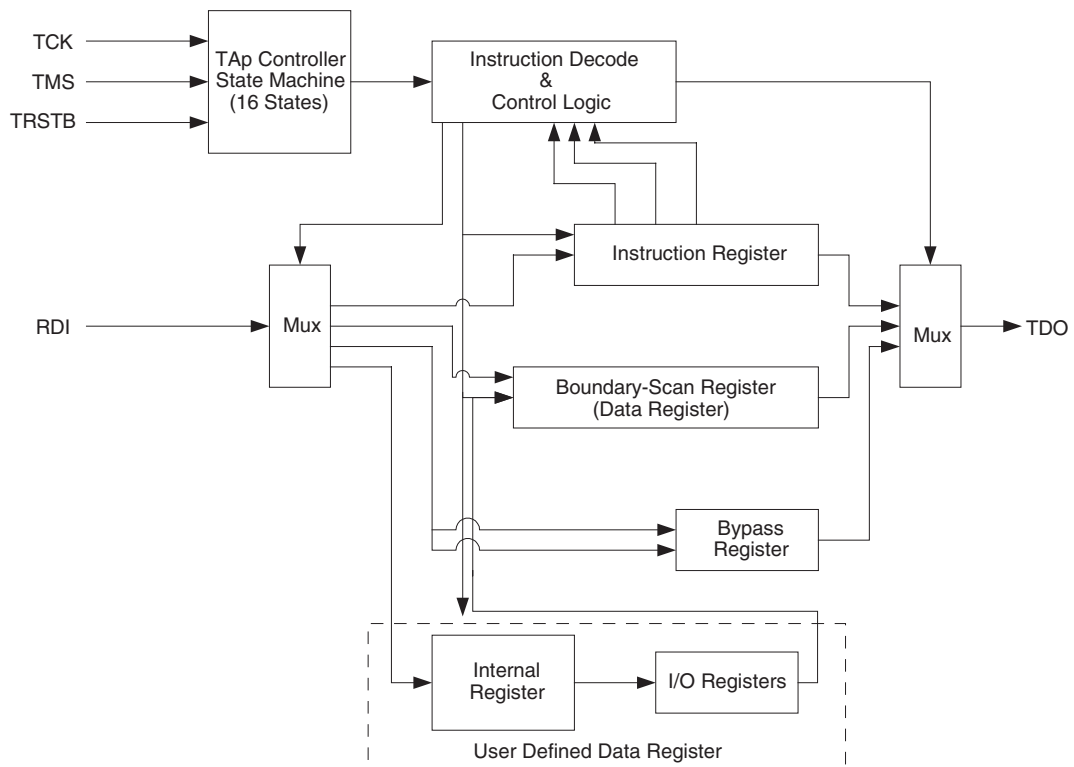 TCK
TMS
TRSTB
TAp Controller
State Machine
(16 States)
Instruction Decode
&
Control Logic
Instruction Register
RDI
Mux
Mux
TDO
Boundary-Scan Register
(Data Register)
Bypass
Register
Internal
Register
I/O Registers
User Defined Data Register